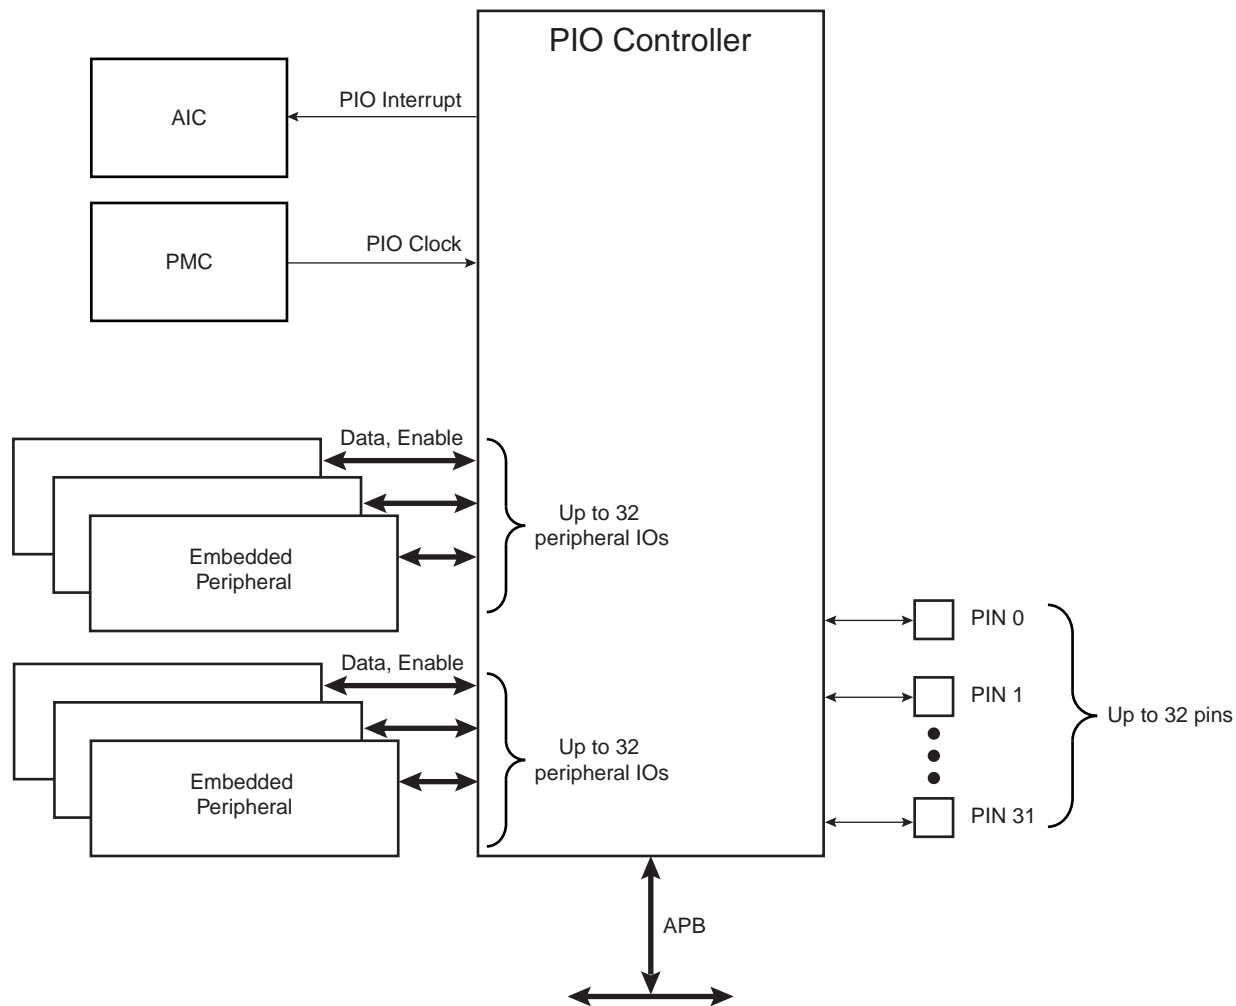 PIO Controller
PIO Interrupt
AIC
PIO Clock
PMC
Data, Enable
Up to 32
peripheral IOs
Embedded
Peripheral
PIN 0
Data, Enable
PIN 1
Up to 32 pins
Up to 32
peripheral IOs
Embedded
Peripheral
PIN 31
APB